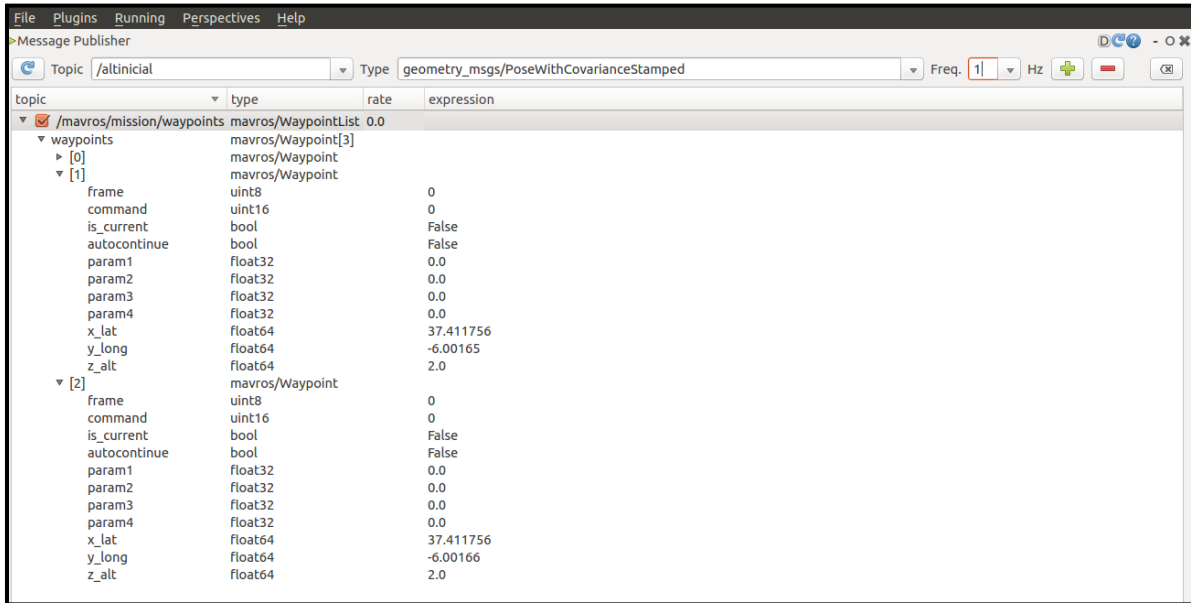 File Plugins Running Perspectives Help
Message Publisher D ? - O ✖
Topic /altinicial Type geometry_msgs/PoseWithCovarianceStamped Freq. 1 Hz
topic type rate expression
/mavros/mission/waypoints mavros/WaypointList 0.0
waypoints mavros/Waypoint[3]
[0] mavros/Waypoint
[1] mavros/Waypoint
frame uint8 0
command uint16 0
is_current bool False
autocontinue bool False
param1 float32 0.0
param2 float32 0.0
param3 float32 0.0
param4 float32 0.0
x_lat float64 37.411756
y_long float64 -6.00165
z_alt float64 2.0
[2] mavros/Waypoint
frame uint8 0
command uint16 0
is_current bool False
autocontinue bool False
param1 float32 0.0
param2 float32 0.0
param3 float32 0.0
param4 float32 0.0
x_lat float64 37.411756
y_long float64 -6.00166
z_alt float64 2.0